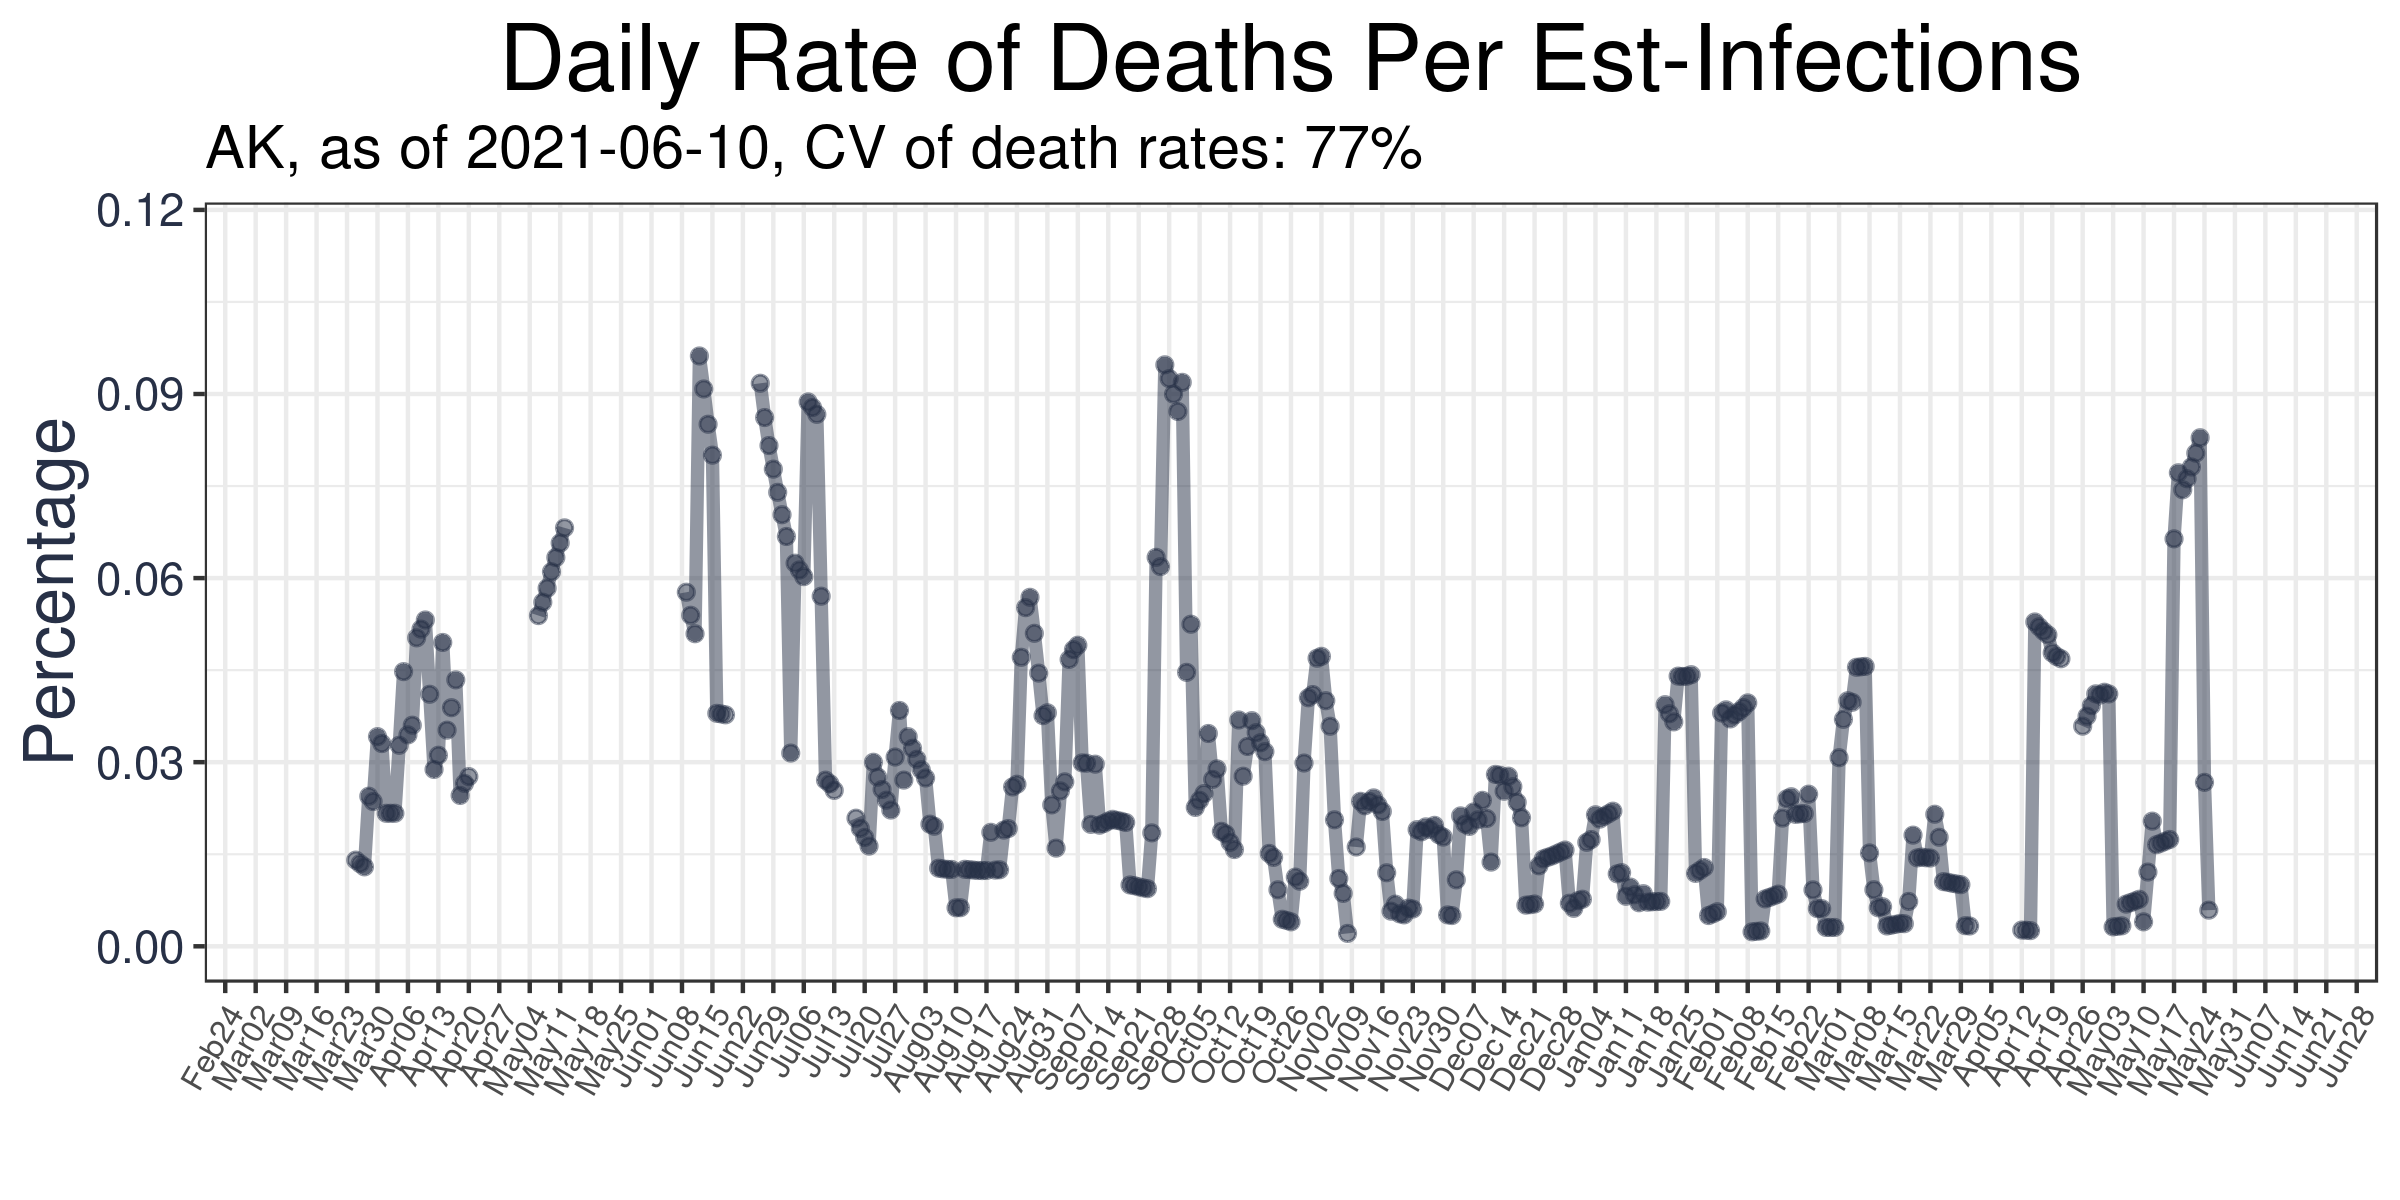 Daily Rate of Deaths Per Est-Infections
AK, as of 2021-06-10, CV of death rates: 77%
Percentage
0.12
0.09
0.06
0.03
0.00
Feb24
Mar02
Mar09
Mar16
Mar23
Mar30
Apr06
Apr13
Apr20
Apr27
May04
May11
May18
May25
Jun01
Jun08
Jun15
Jun22
Jun29
Jul06
Jul13
Jul20
Jul27
Aug03
Aug10
Aug17
Aug24
Aug31
Sep07
Sep14
Sep21
Sep28
Oct05
Oct12
Oct19
Oct26
Nov02
Nov09
Nov16
Nov23
Nov30
Dec07
Dec14
Dec21
Dec28
Jan04
Jan11
Jan18
Jan25
Feb01
Feb08
Feb15
Feb22
Mar01
Mar08
Mar15
Mar22
Mar29
Apr05
Apr12
Apr19
Apr26
May03
May10
May17
May24
May31
Jun07
Jun14
Jun21
Jun28